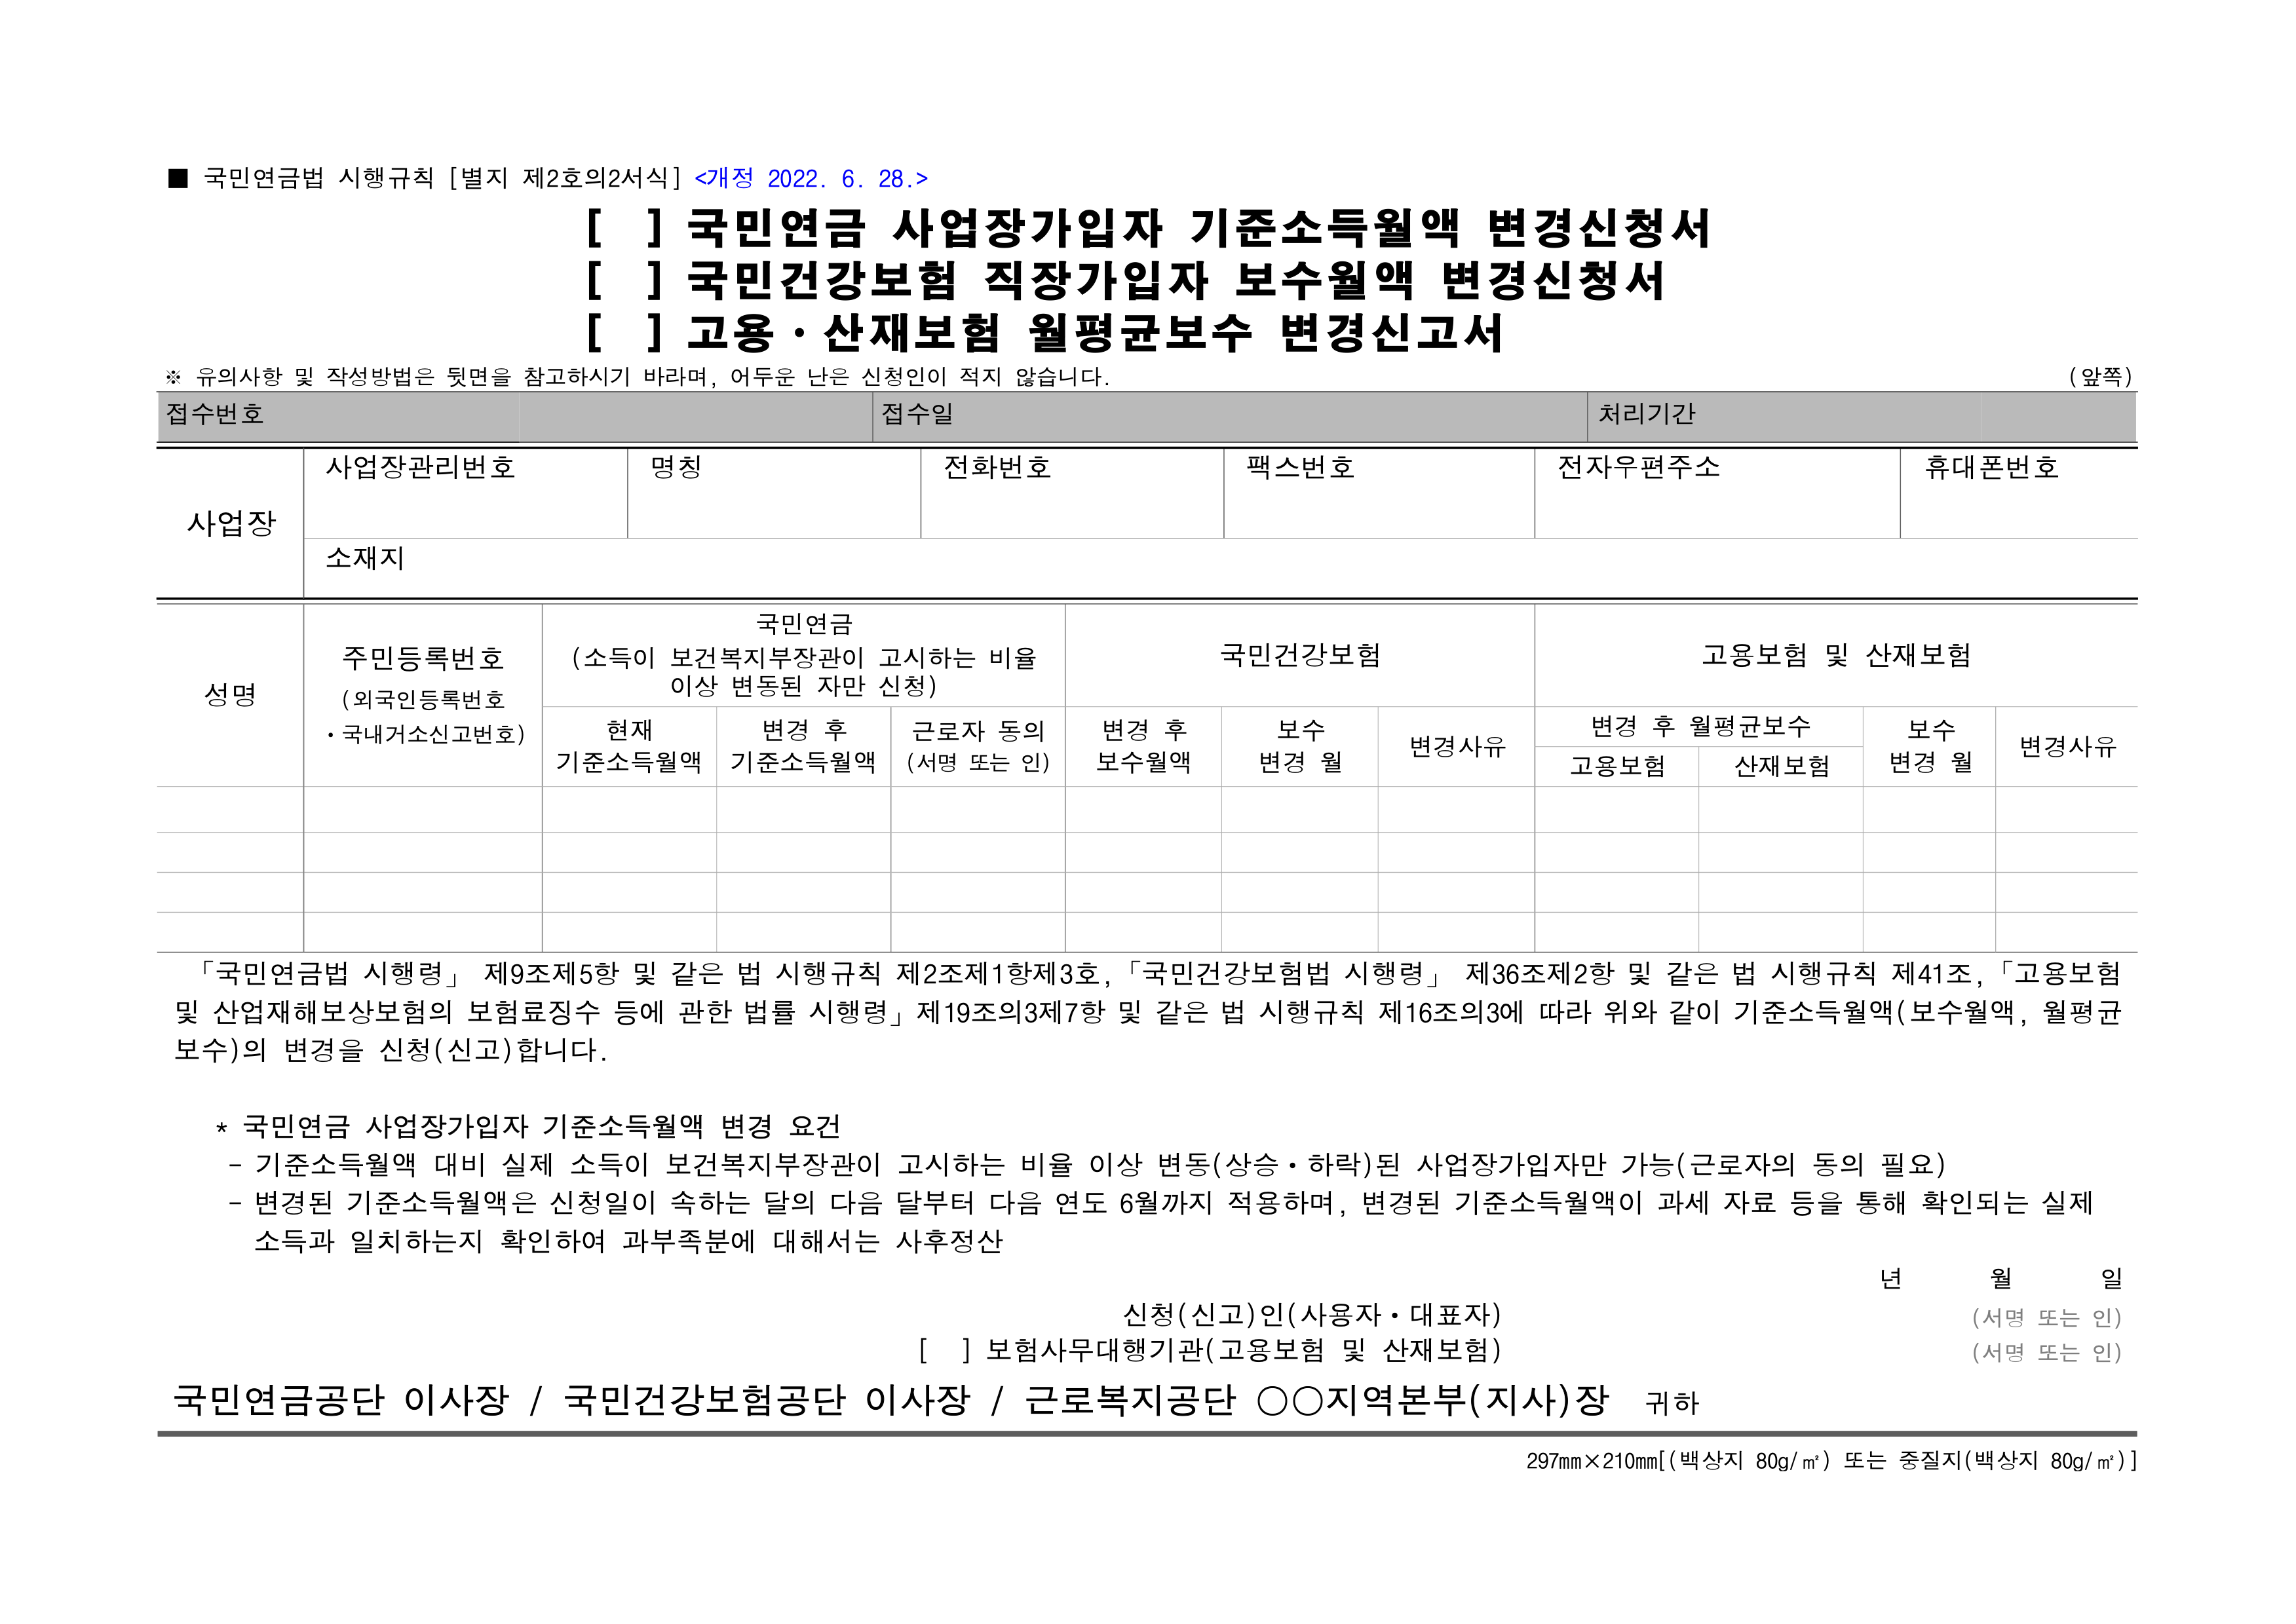 ■ 국민연금법 시행규칙 [별지 제2호의2서식] <개정 2022. 6. 28.>
[  ] 국민연금 사업장가입자 기준소득월액 변경신청서
[  ] 국민건강보험 직장가입자 보수월액 변경신청서
[  ] 고용·산재보험 월평균보수 변경신고서
※ 유의사항 및 작성방법은 뒷면을 참고하시기 바라며, 어두운 난은 신청인이 적지 않습니다. (앞쪽)
접수번호 접수일 처리기간
사업장
사업장관리번호 명칭 전화번호 팩스번호 전자우편주소 휴대폰번호
소재지
성명
주민등록번호
(외국인등록번호
·국내거소신고번호)
국민연금
(소득이 보건복지부장관이 고시하는 비율
이상 변동된 자만 신청)
국민건강보험
고용보험 및 산재보험
현재
기준소득월액
변경 후
기준소득월액
근로자 동의
(서명 또는 인)
변경 후
보수월액
보수
변경 월
변경사유
변경 후 월평균보수
고용보험 산재보험
보수
변경 월
변경사유
「국민연금법 시행령」 제9조제5항 및 같은 법 시행규칙 제2조제1항제3호,「국민건강보험법 시행령」 제36조제2항 및 같은 법 시행규칙 제41조,「고용보험
및 산업재해보상보험의 보험료징수 등에 관한 법률 시행령」제19조의3제7항 및 같은 법 시행규칙 제16조의3에 따라 위와 같이 기준소득월액(보수월액, 월평균
보수)의 변경을 신청(신고)합니다.
* 국민연금 사업장가입자 기준소득월액 변경 요건
- 기준소득월액 대비 실제 소득이 보건복지부장관이 고시하는 비율 이상 변동(상승·하락)된 사업장가입자만 가능(근로자의 동의 필요)
- 변경된 기준소득월액은 신청일이 속하는 달의 다음 달부터 다음 연도 6월까지 적용하며, 변경된 기준소득월액이 과세 자료 등을 통해 확인되는 실제
소득과 일치하는지 확인하여 과부족분에 대해서는 사후정산
년 월 일
신청(신고)인(사용자·대표자) (서명 또는 인)
[  ] 보험사무대행기관(고용보험 및 산재보험) (서명 또는 인)
국민연금공단 이사장 / 국민건강보험공단 이사장 / 근로복지공단 ○○지역본부(지사)장 귀하
297㎜×210㎜[(백상지 80g/㎡) 또는 중질지(백상지 80g/㎡)]